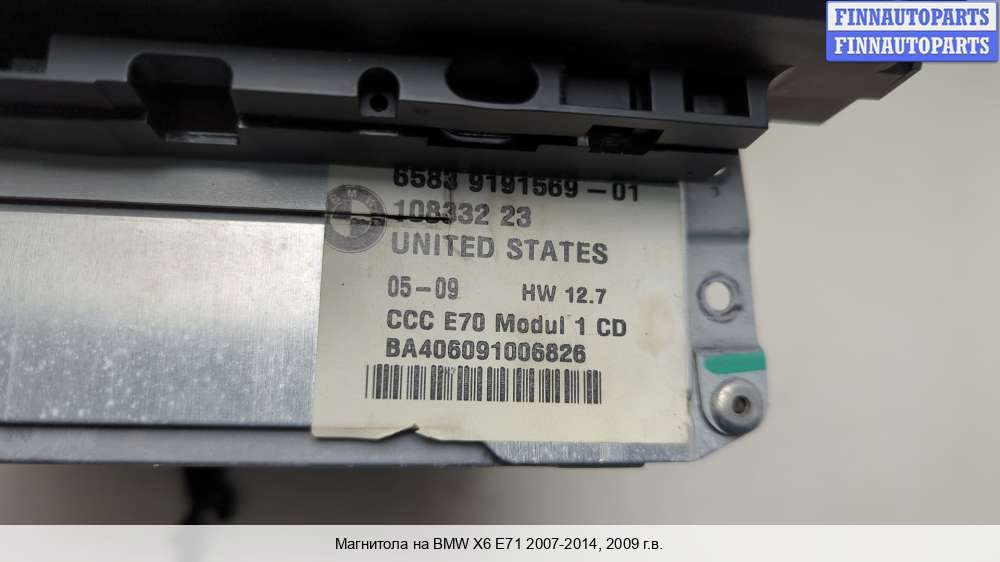 FINNAUTOPARTS
FINNAUTOPARTS
6583 9191569-01
108332 23
UNITED STATES
05-09 HW 12.7
CCC E70 Modul 1 CD
BA406091006826
Магнитола на BMW X6 E71 2007-2014, 2009 г.в.